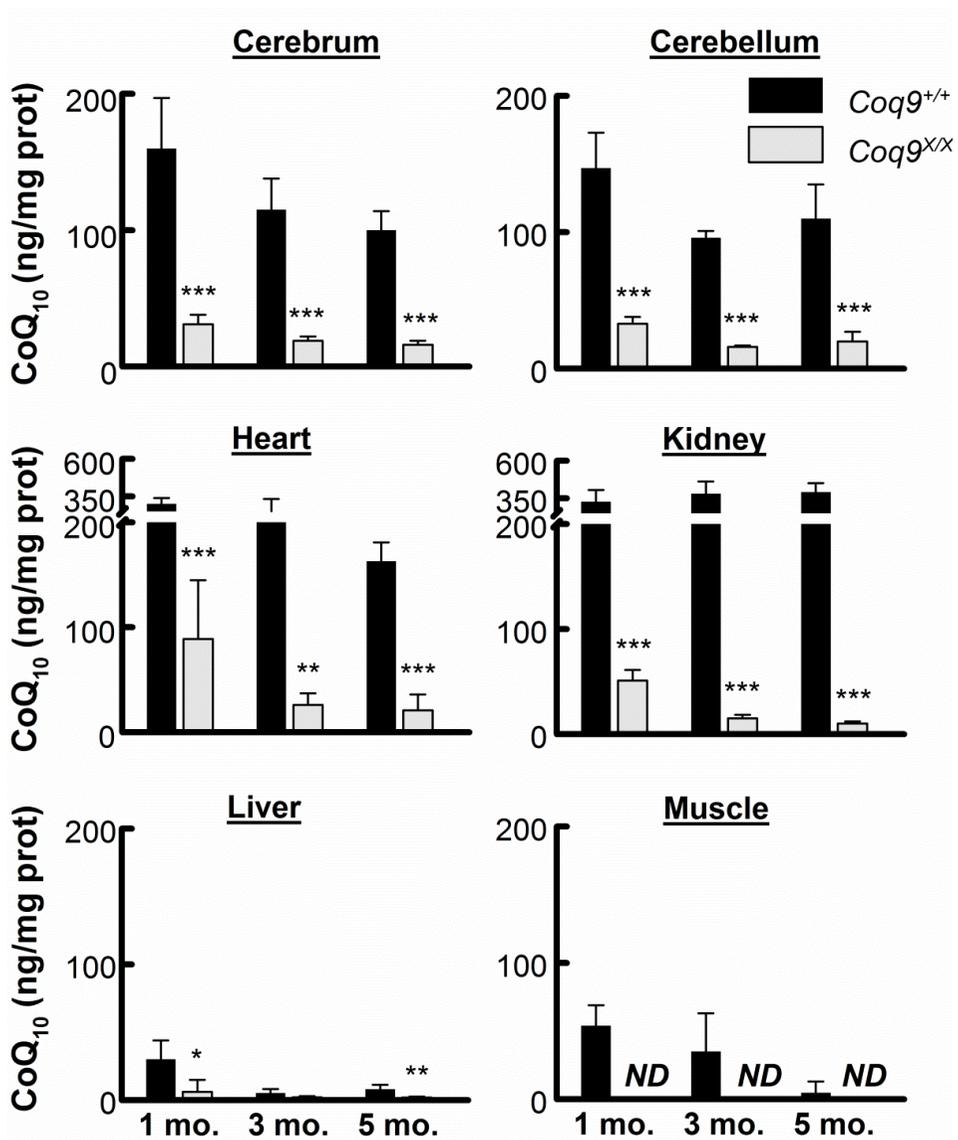 Cerebrum
CoQ10 (ng/mg prot)
200
100
0
***
***
***
Cerebellum
Coq9+/+
Coq9X/X
200
100
0
***
***
***
Heart
CoQ10 (ng/mg prot)
600
350
200
100
0
***
**
***
Kidney
600
350
200
100
0
***
***
***
Liver
CoQ10 (ng/mg prot)
200
100
0
*
**
1 mo. 3 mo. 5 mo.
Muscle
200
100
0
ND ND ND
1 mo. 3 mo. 5 mo.